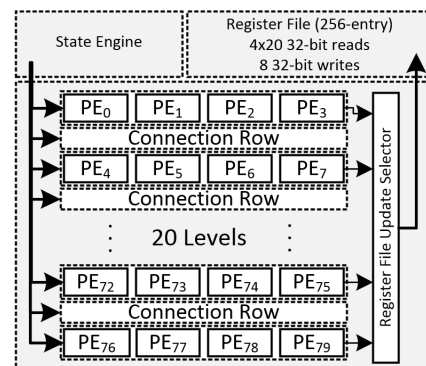 State Engine
Register File (256-entry)
4x20 32-bit reads
8 32-bit writes
PE0 PE1 PE2 PE3
Connection Row
PE4 PE5 PE6 PE7
Connection Row
20 Levels
PE72 PE73 PE74 PE75
Connection Row
PE76 PE77 PE78 PE79
Register File Update Selector